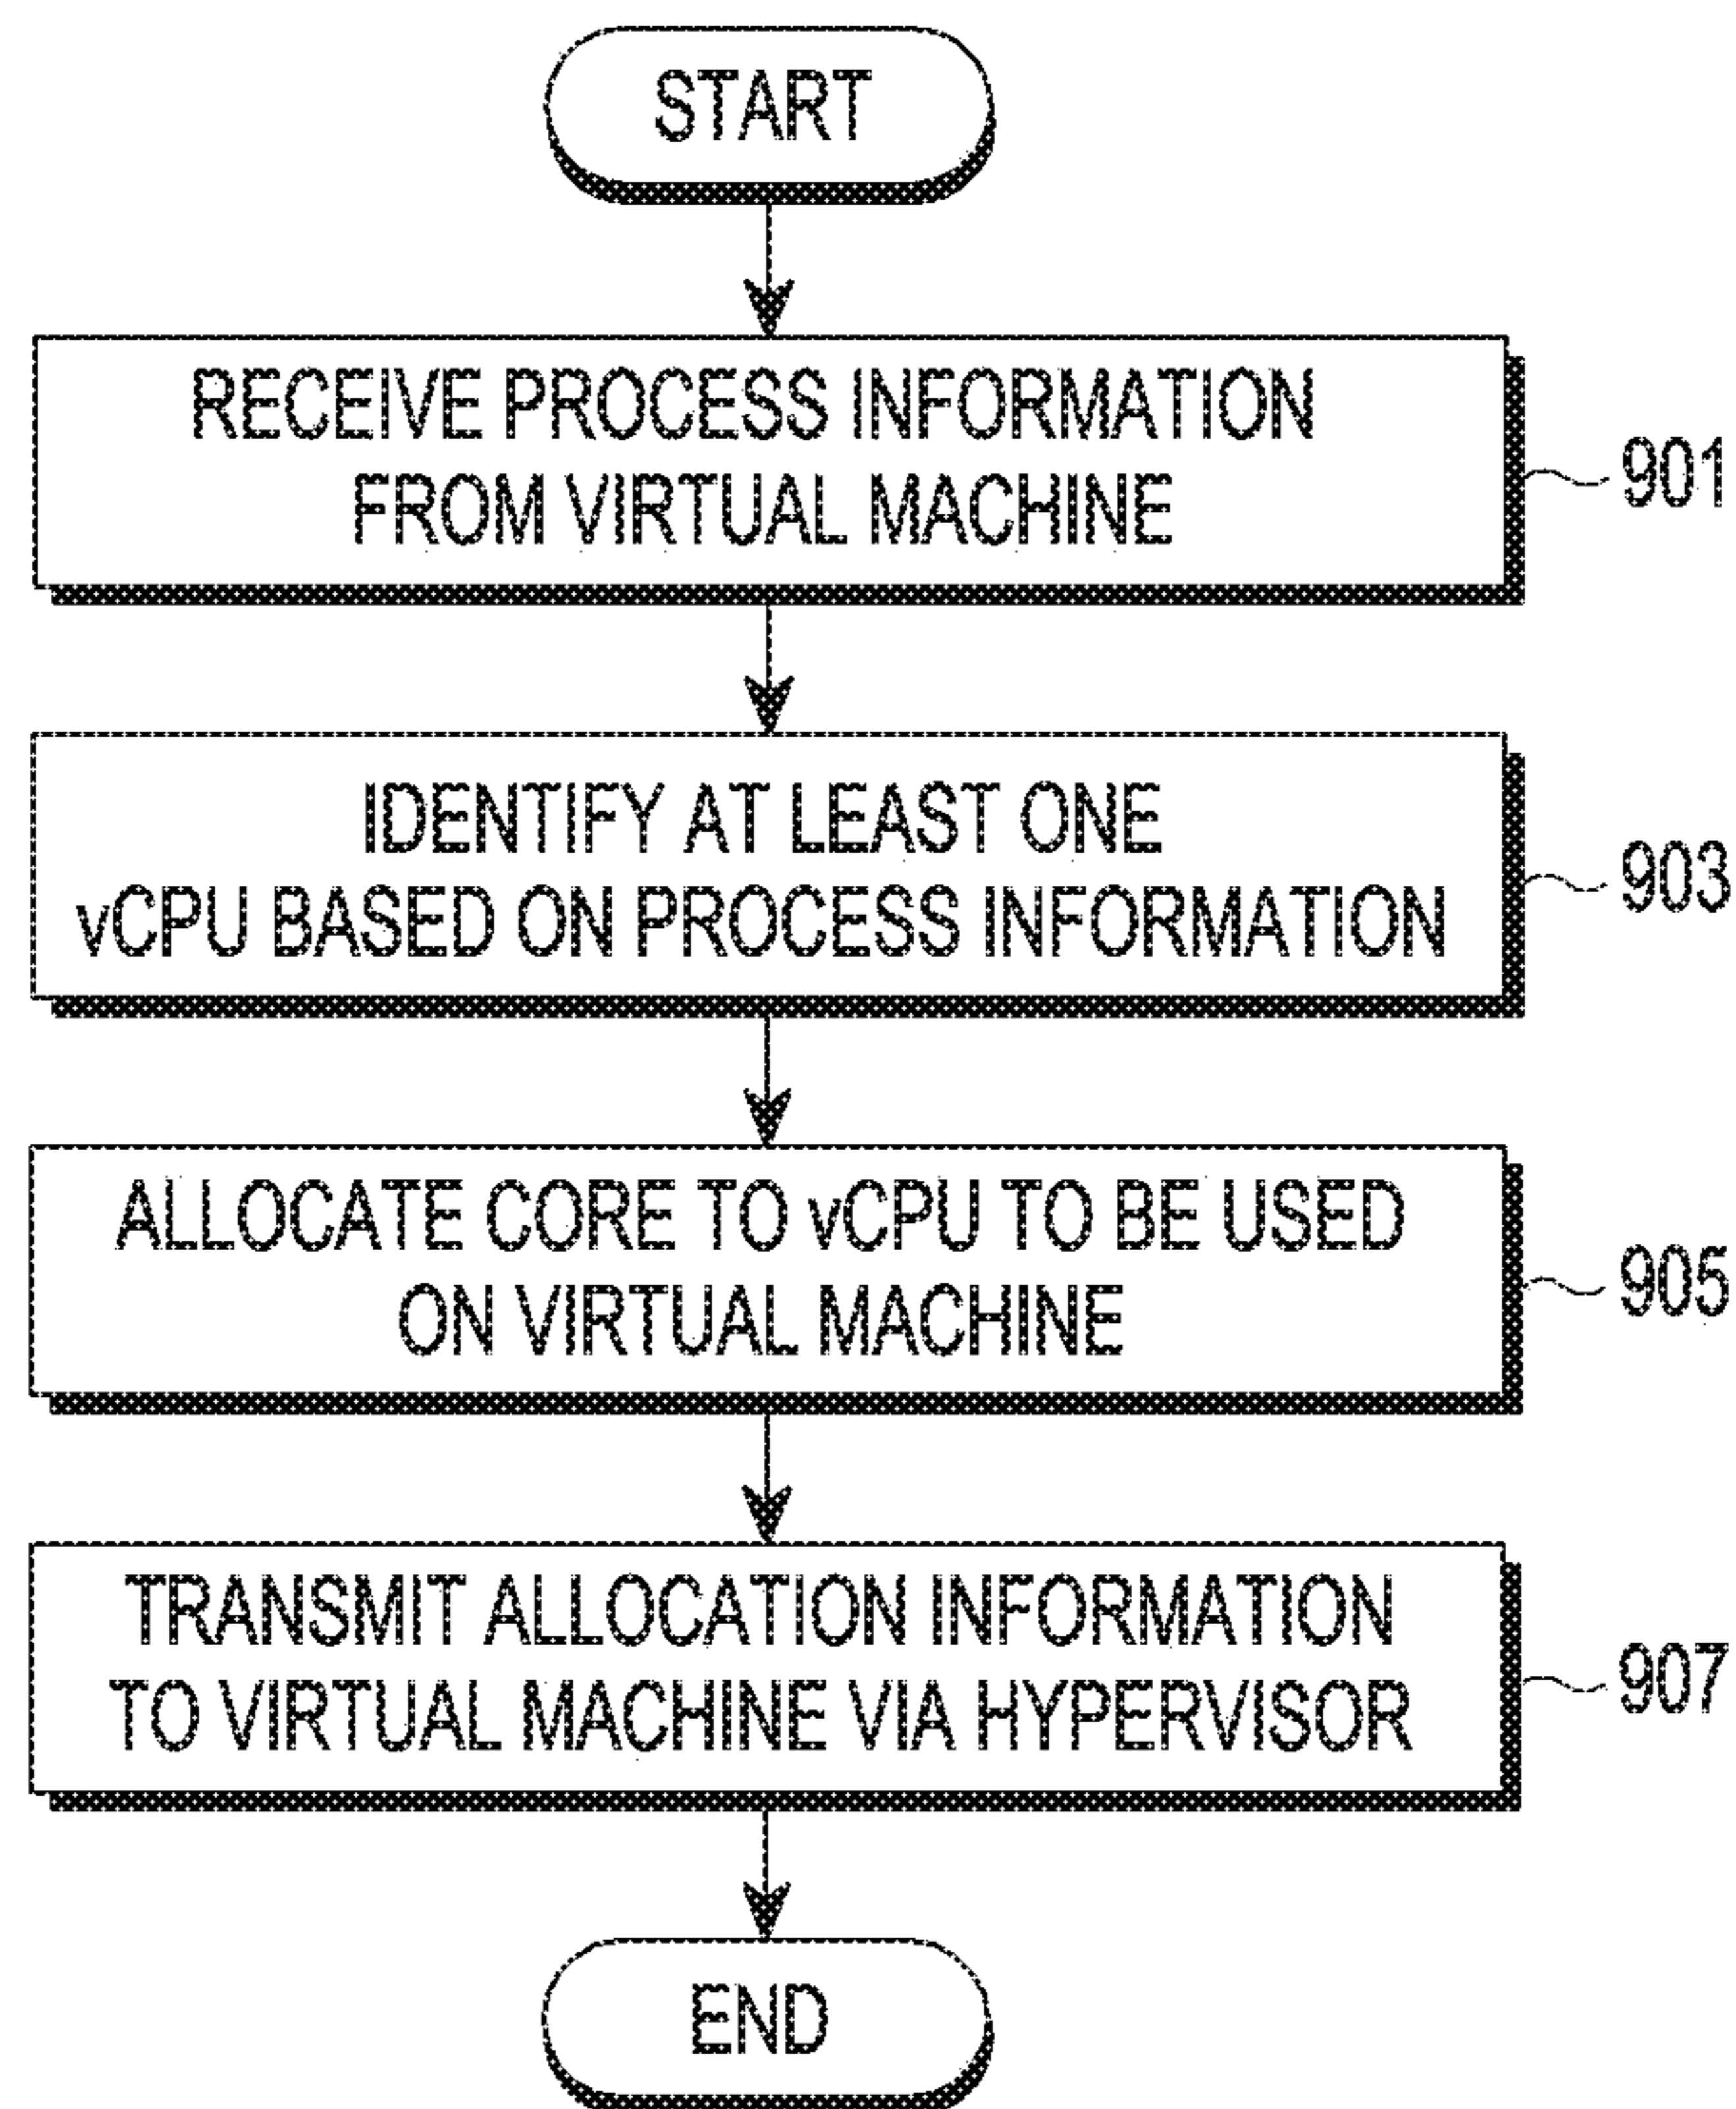 START
RECEIVE PROCESS INFORMATION
FROM VIRTUAL MACHINE
901
IDENTIFY AT LEAST ONE
vCPU BASED ON PROCESS INFORMATION
903
ALLOCATE CORE TO vCPU TO BE USED
ON VIRTUAL MACHINE
905
TRANSMIT ALLOCATION INFORMATION
TO VIRTUAL MACHINE VIA HYPERVISOR
907
END